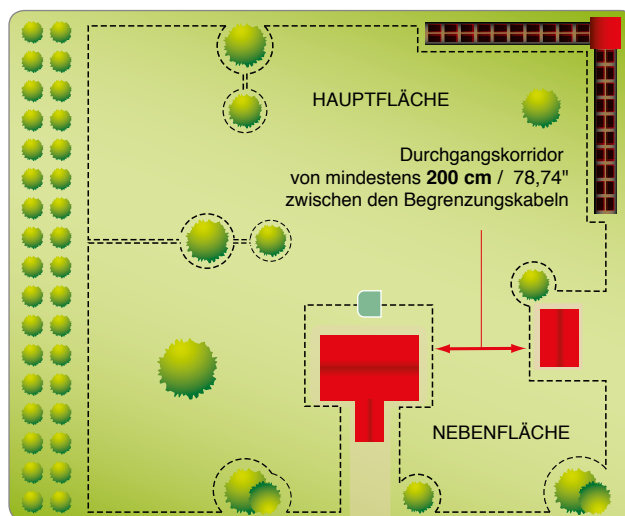 HAUPTFLÄCHE
Durchgangskorridor
von mindestens 200 cm / 78,74"
zwischen den Begrenzungskabeln
NEBENFLÄCHE